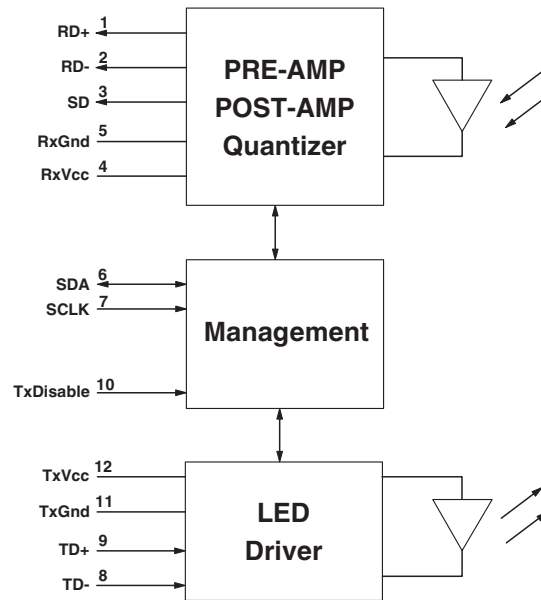 RD+ 1
RD- 2
SD 3
RxGnd 5
RxVcc 4
PRE-AMP
POST-AMP
Quantizer
SDA 6
SCLK 7
TxDisable 10
Management
TxVcc 12
TxGnd 11
TD+ 9
TD- 8
LED
Driver